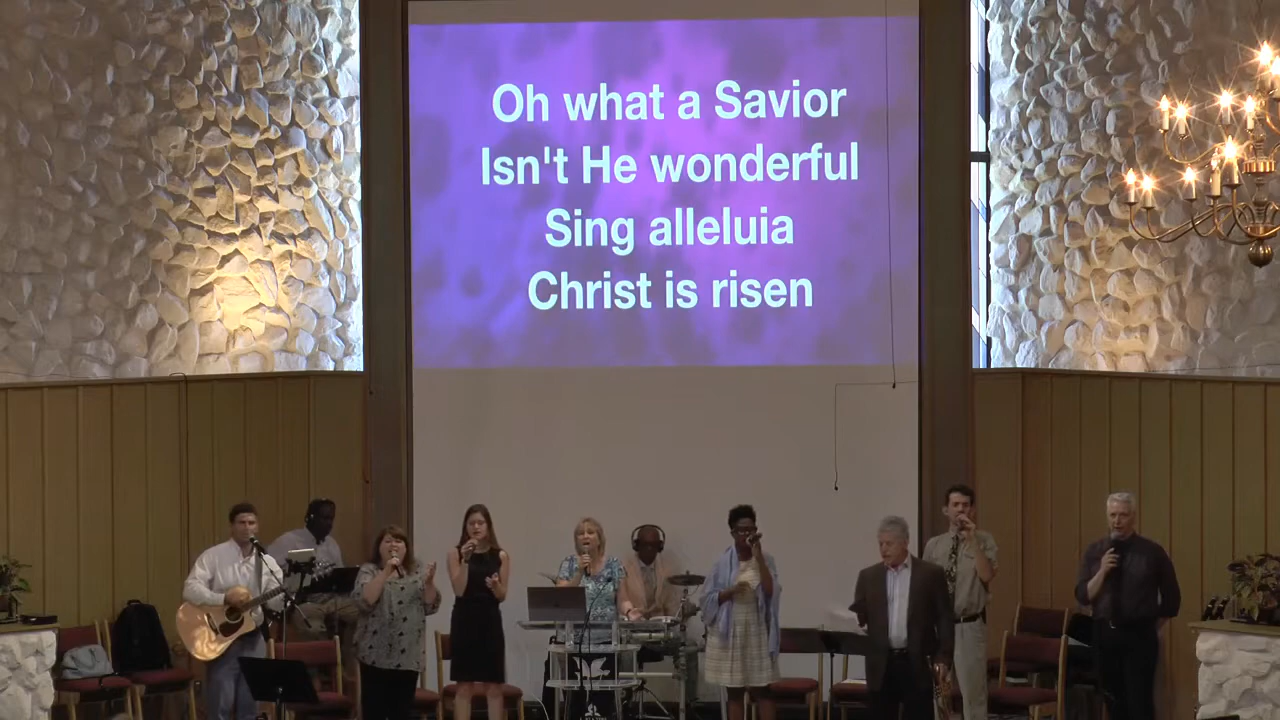 Oh what a Savior
Isn't He wonderful
Sing alleluia
Christ is risen